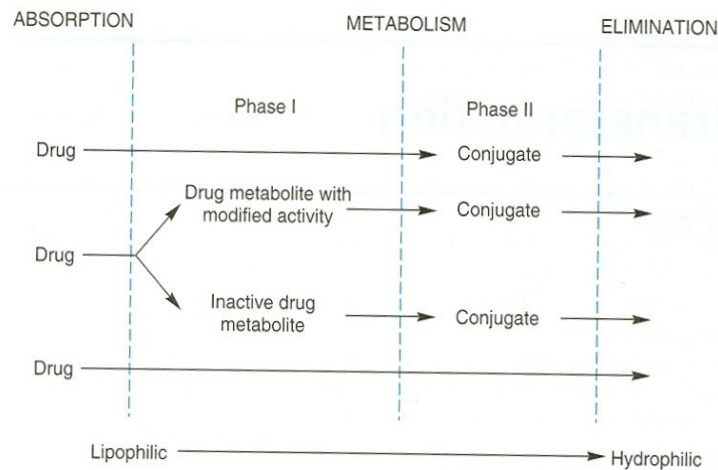 ABSORPTION METABOLISM ELIMINATION
Phase I Phase II
Drug Conjugate
Drug metabolite with
modified activity Conjugate
Drug
Inactive drug
metabolite Conjugate
Drug
Lipophilic Hydrophilic